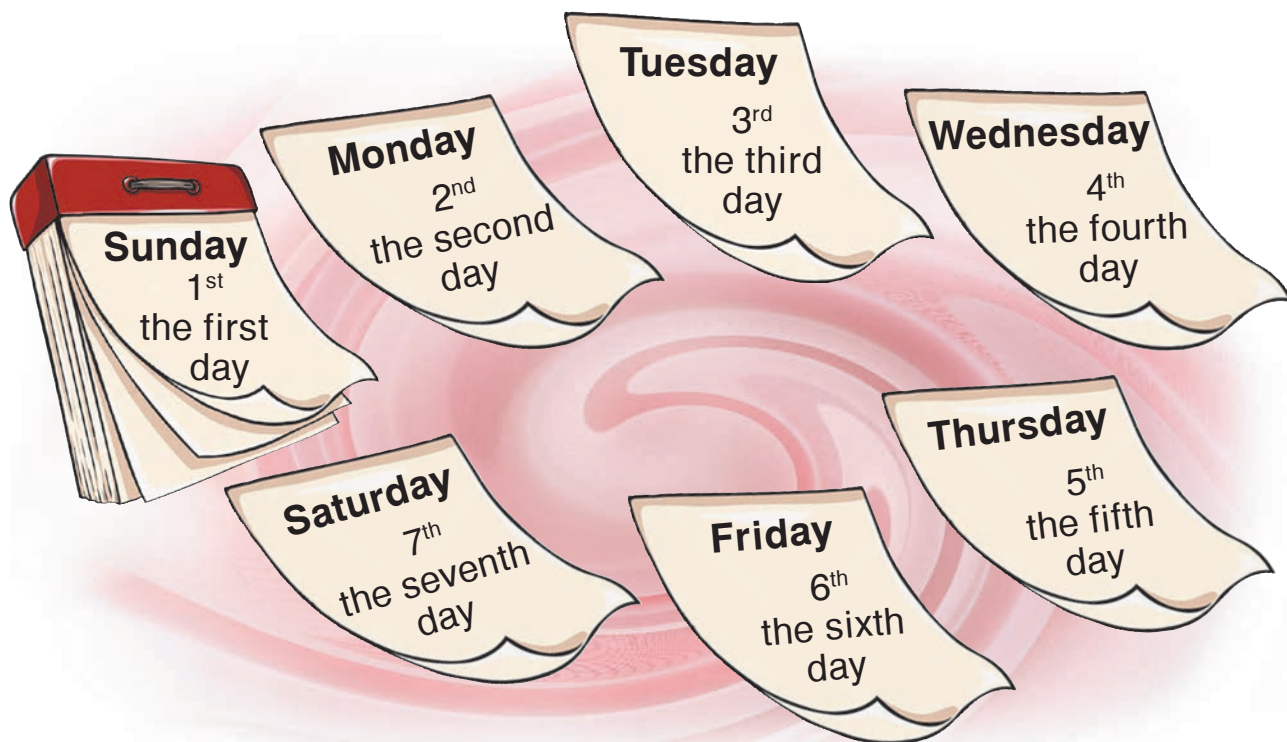 Sunday
1st
the first
day
Monday
2nd
the second
day
Tuesday
3rd
the third
day
Wednesday
4th
the fourth
day
Thursday
5th
the fifth
day
Friday
6th
the sixth
day
Saturday
7th
the seventh
day